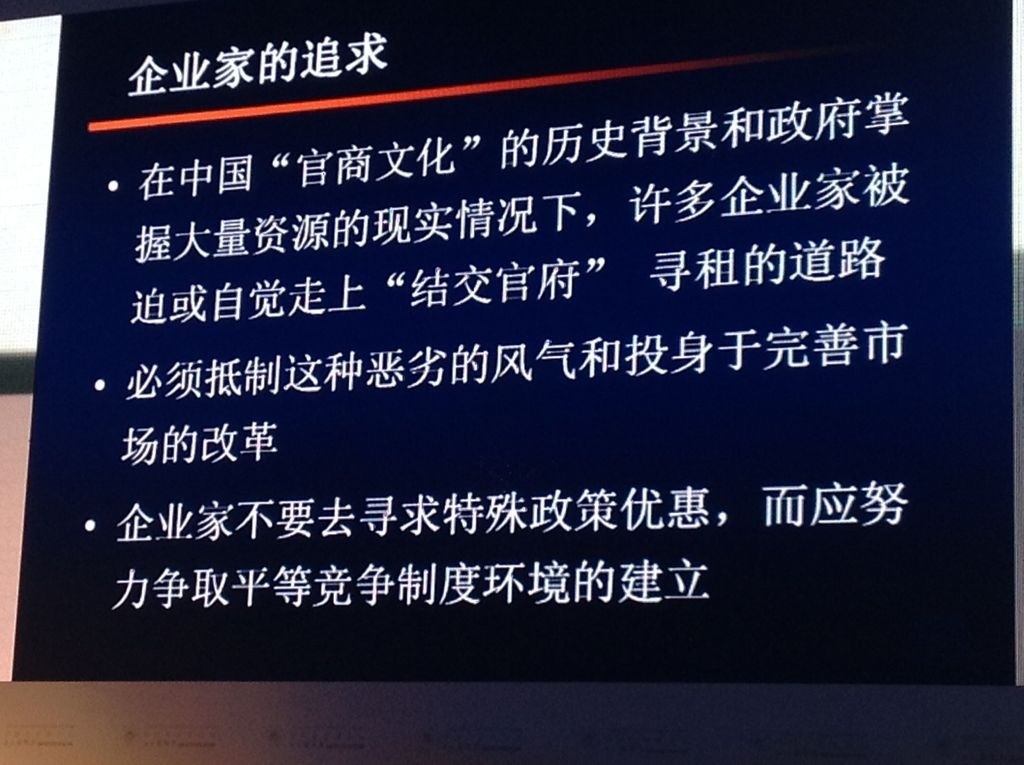 企业家的追求
• 在中国“官商文化”的历史背景和政府掌
握大量资源的现实情况下，许多企业家被
迫或自觉走上“结交官府” 寻租的道路
• 必须抵制这种恶劣的风气和投身于完善市
场的改革
• 企业家不要去寻求特殊政策优惠，而应努
力争取平等竞争制度环境的建立